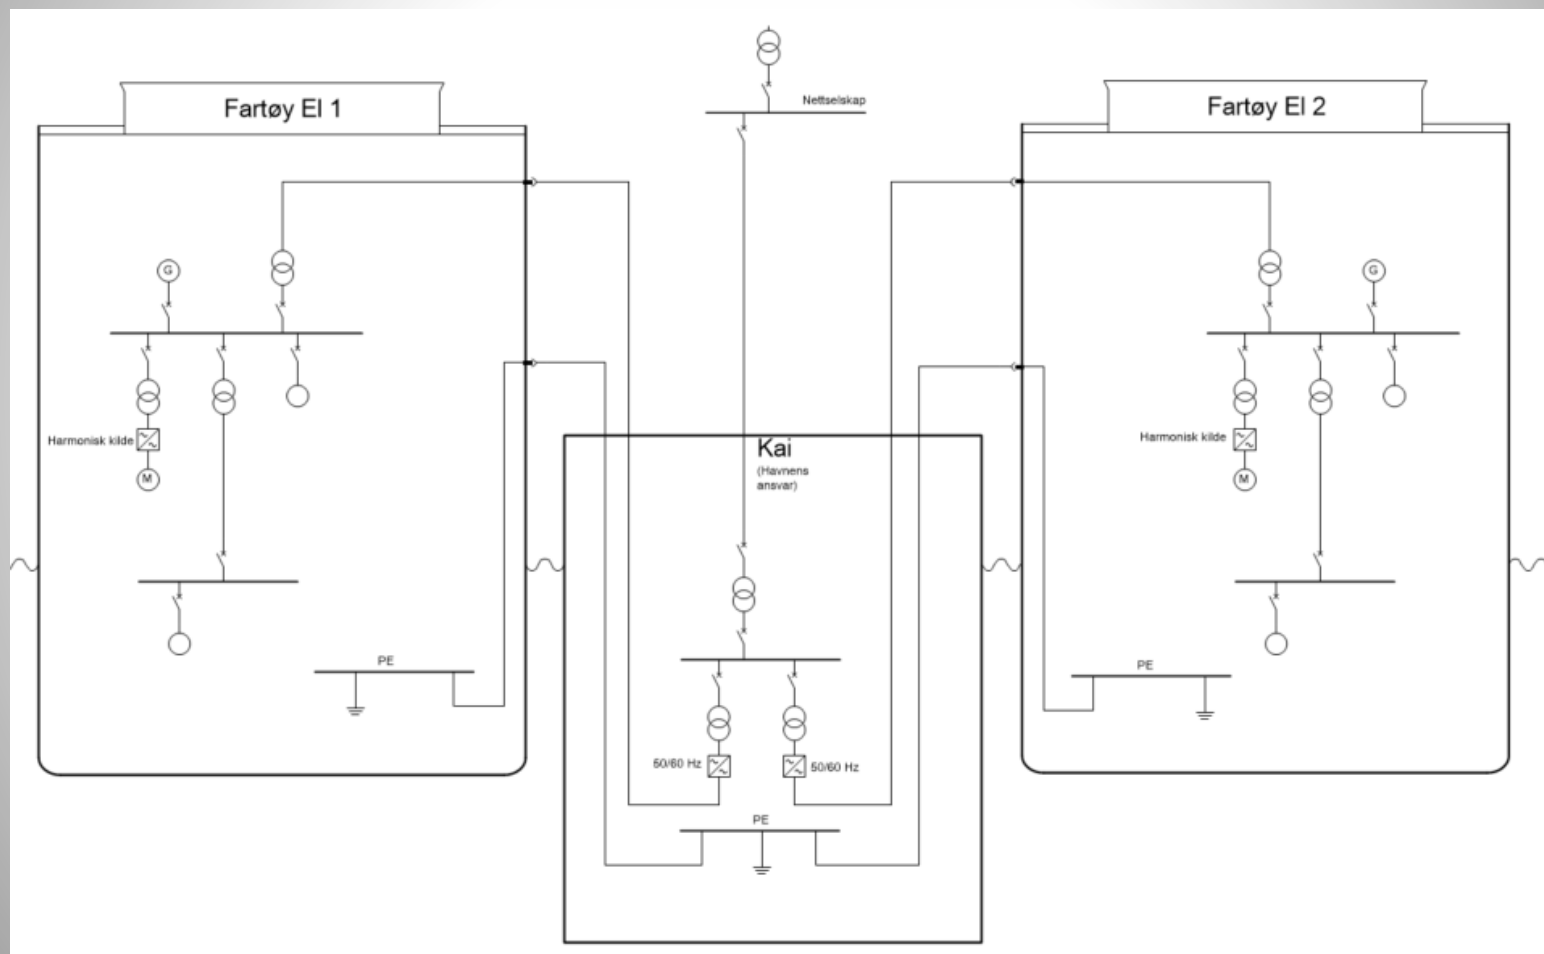 Fartøy El 1
Nettselskap
Fartøy El 2
G
G
Harmonisk kilde
M
Harmonisk kilde
M
Kai
(Havnens
ansvar)
PE
PE
50/60 Hz
50/60 Hz
PE